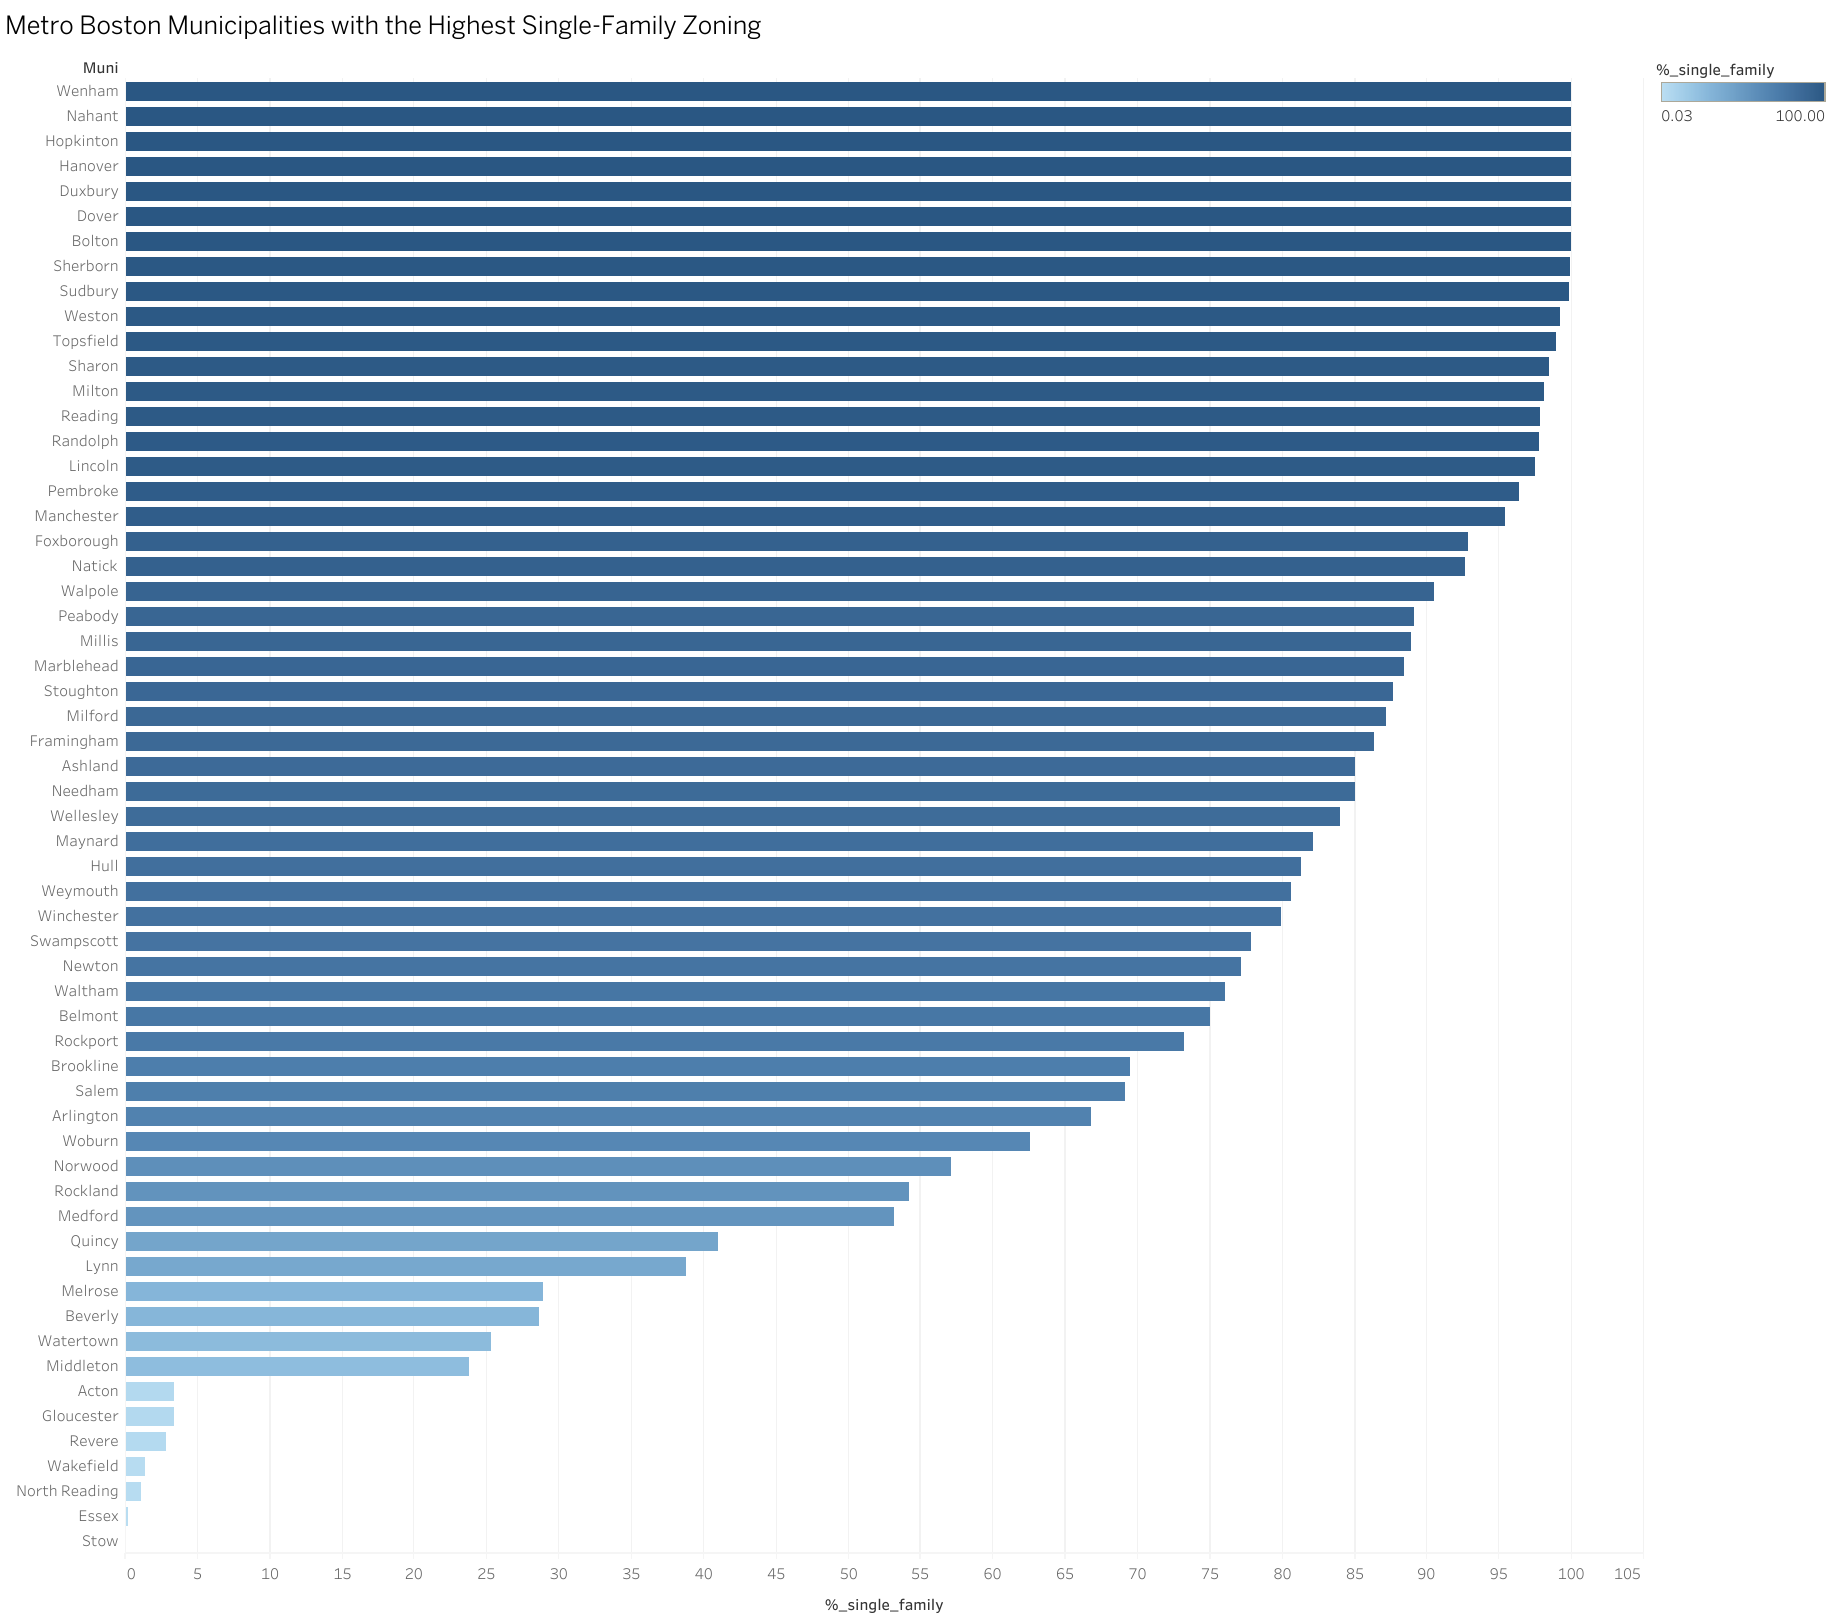 Metro Boston Municipalities with the Highest Single-Family Zoning
Muni
Wenham
Nahant
Hopkinton
Hanover
Duxbury
Dover
Bolton
Sherborn
Sudbury
Weston
Topsfield
Sharon
Milton
Reading
Randolph
Lincoln
Pembroke
Manchester
Foxborough
Natick
Walpole
Peabody
Millis
Marblehead
Stoughton
Milford
Framingham
Ashland
Needham
Wellesley
Maynard
Hull
Weymouth
Winchester
Swampscott
Newton
Waltham
Belmont
Rockport
Brookline
Salem
Arlington
Woburn
Norwood
Rockland
Medford
Quincy
Lynn
Melrose
Beverly
Watertown
Middleton
Acton
Gloucester
Revere
Wakefield
North Reading
Essex
Stow
0 5 10 15 20 25 30 35 40 45 50 55 60 65 70 75 80 85 90 95 100 105
%_single_family
%_single_family
0.03 100.00